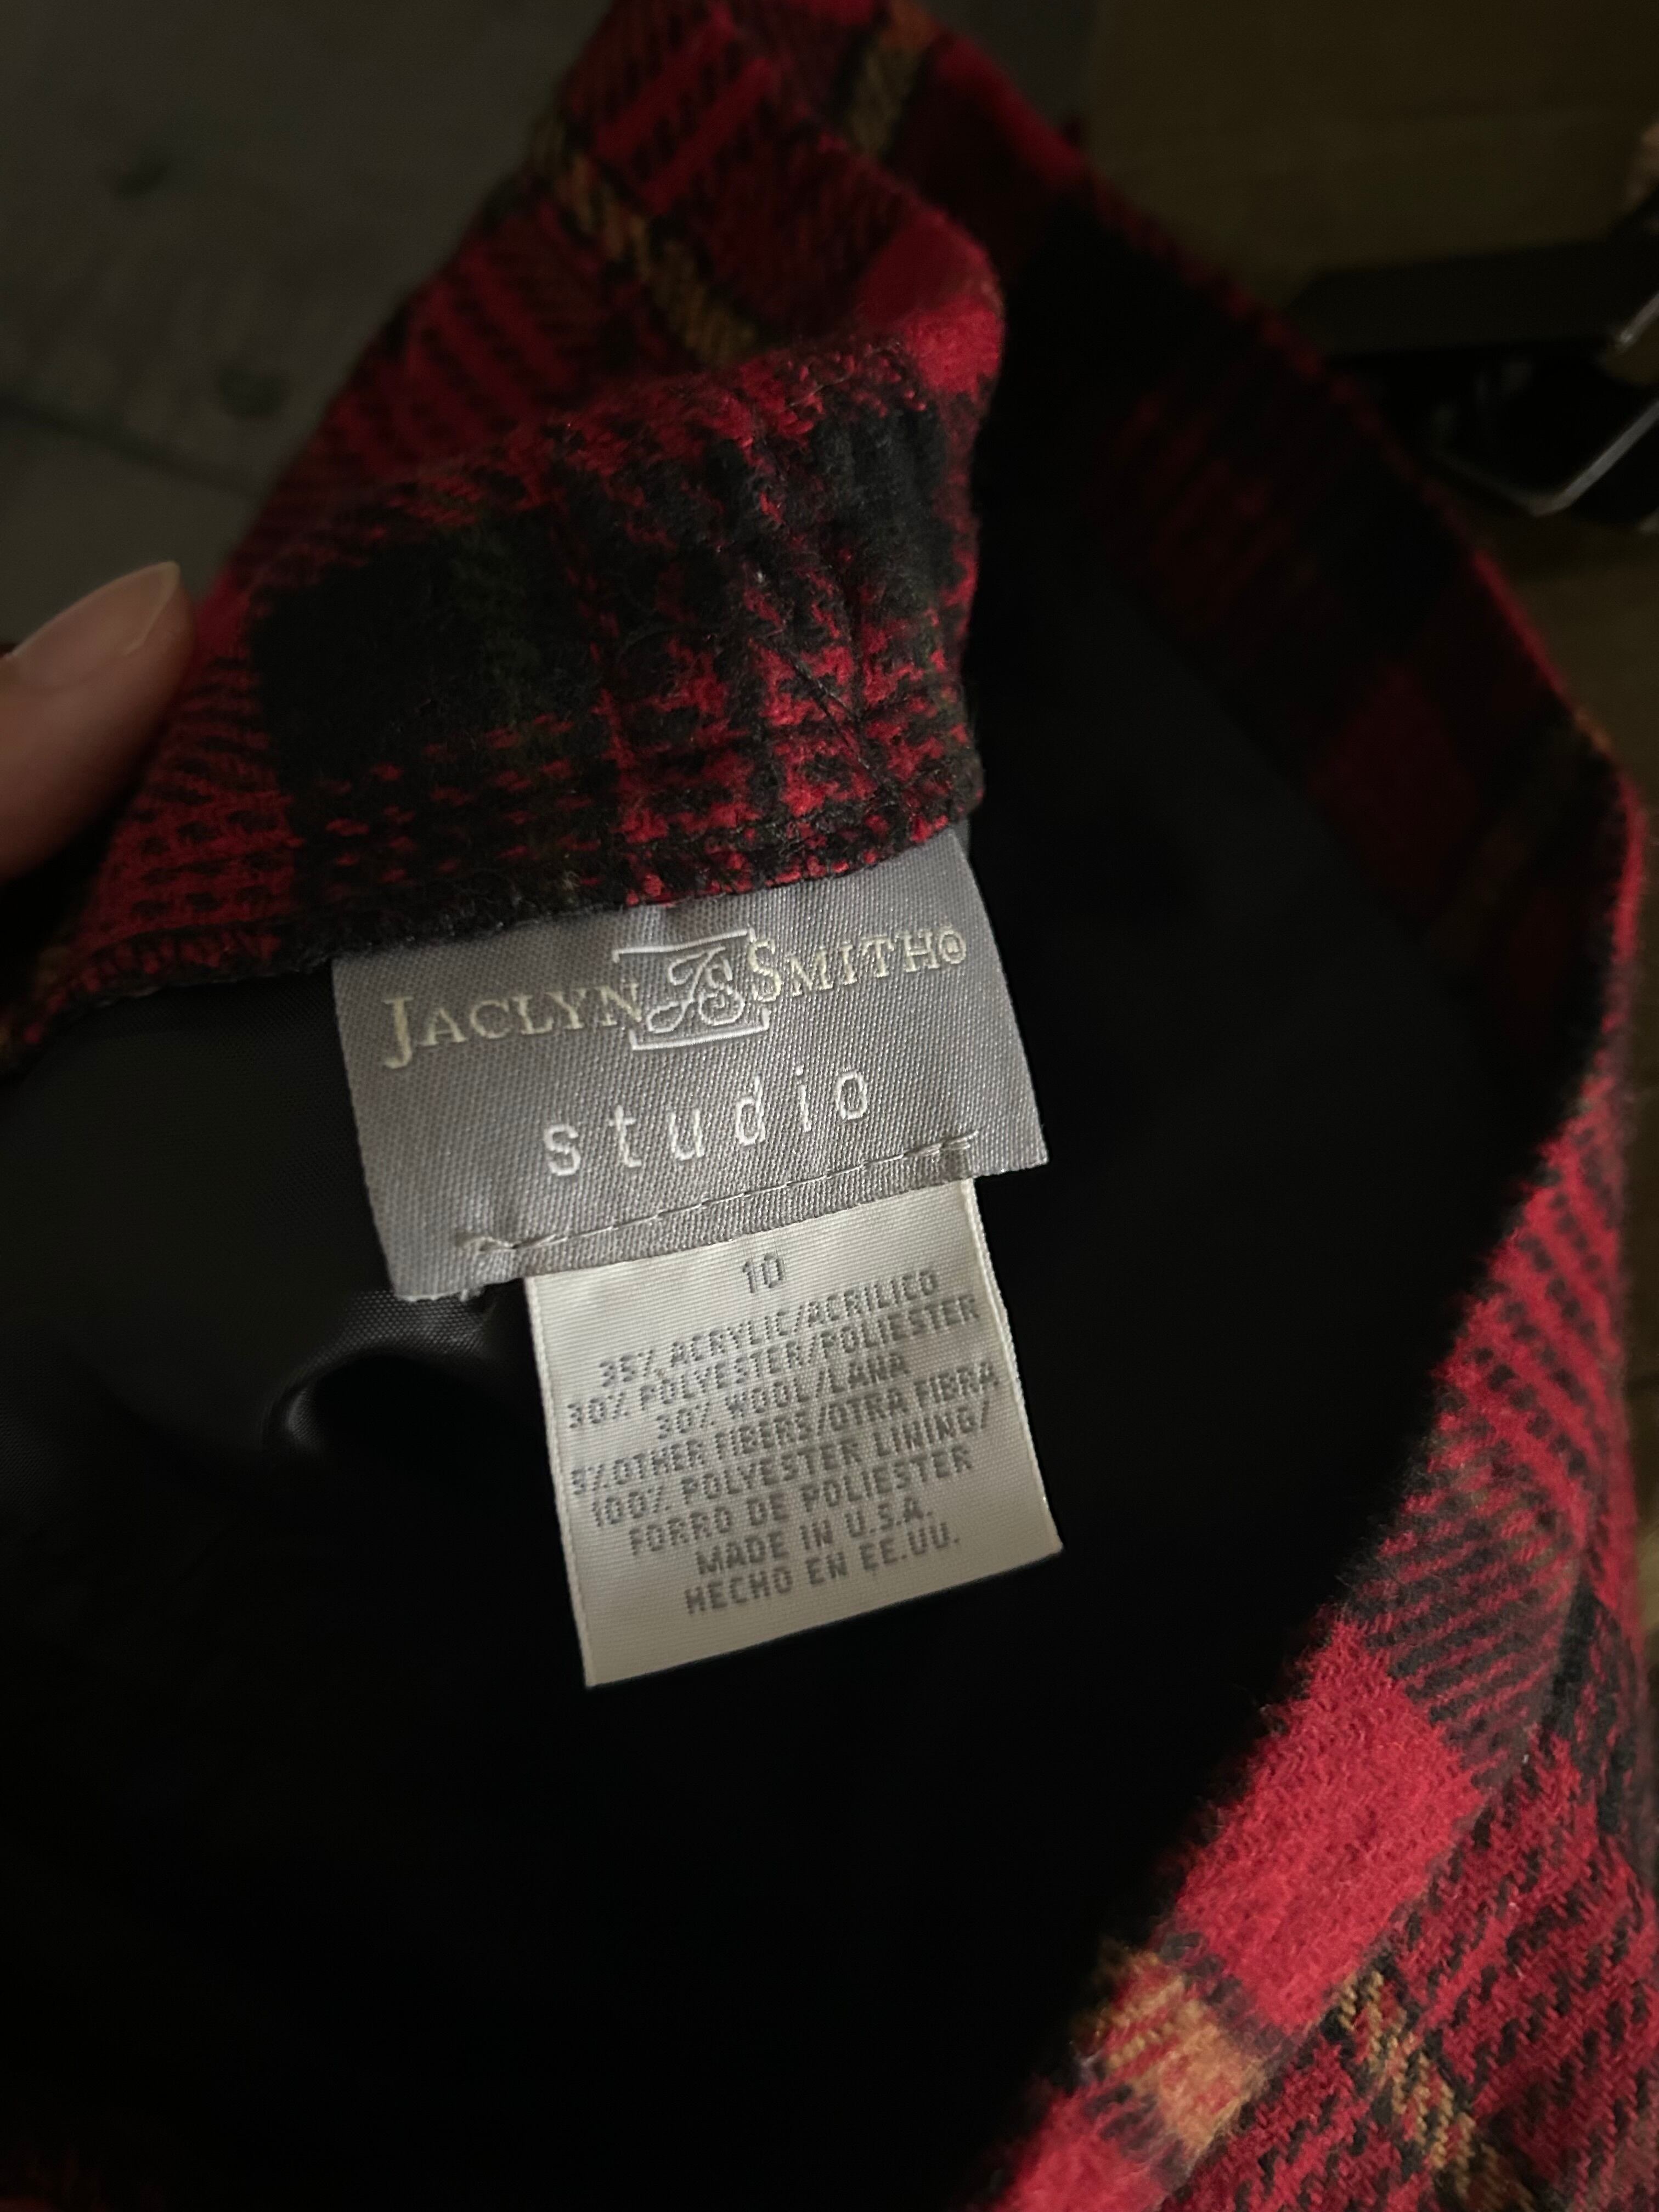 JACLYN JS SMITH®
studio
10
35% ACRYLIC/ACRILICO
30% POLYESTER/POLIESTER
30% WOOL/LANA
5% OTHER FIBERS/OTRA FIBRA
100% POLYESTER LINING/
FORRO DE POLIESTER
MADE IN U.S.A.
HECHO EN EE.UU.